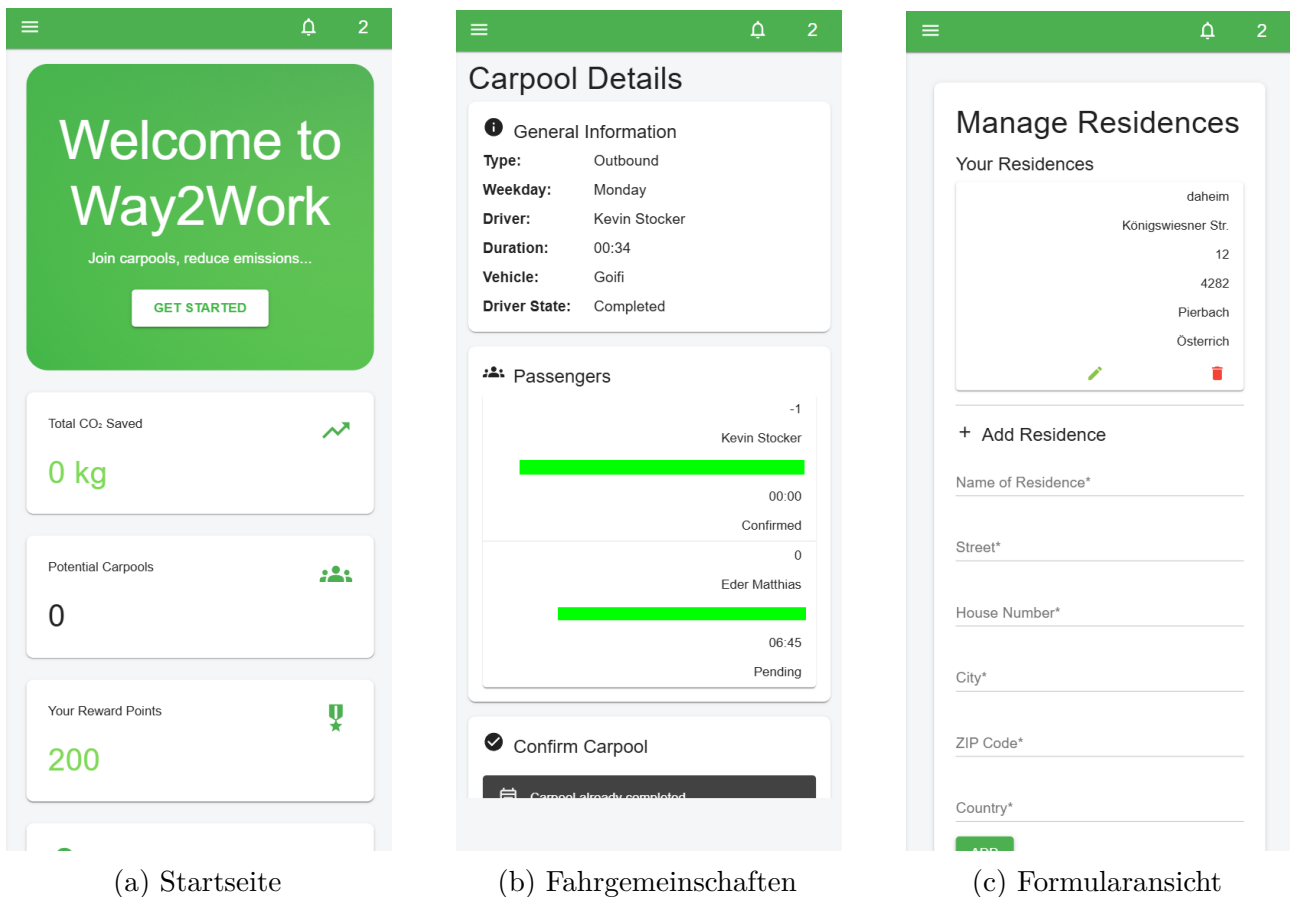 2
Welcome to
Way2Work
Join carpools, reduce emissions...
GET STARTED
Total CO₂ Saved
0 kg
Potential Carpools
0
Your Reward Points
200
(a) Startseite
2
Carpool Details
General Information
Type: Outbound
Weekday: Monday
Driver: Kevin Stocker
Duration: 00:34
Vehicle: Goifi
Driver State: Completed
Passengers
-1
Kevin Stocker
00:00
Confirmed
0
Eder Matthias
06:45
Pending
Confirm Carpool
Carpool already completed
(b) Fahrgemeinschaften
2
Manage Residences
Your Residences
daheim
Königswiesner Str.
12
4282
Pierbach
Österrich
+ Add Residence
Name of Residence*
Street*
House Number*
City*
ZIP Code*
Country*
ADD
(c) Formularansicht